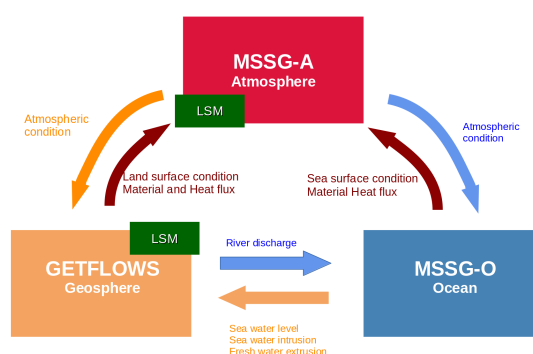 MSSG-A
Atmosphere
LSM
Atmospheric
condition
Atmospheric
condition
Land surface condition
Material and Heat flux
Sea surface condition
Material Heat flux
LSM
GETFLOWS
Geosphere
River discharge
MSSG-O
Ocean
Sea water level
Sea water intrusion
Fresh water extrusion